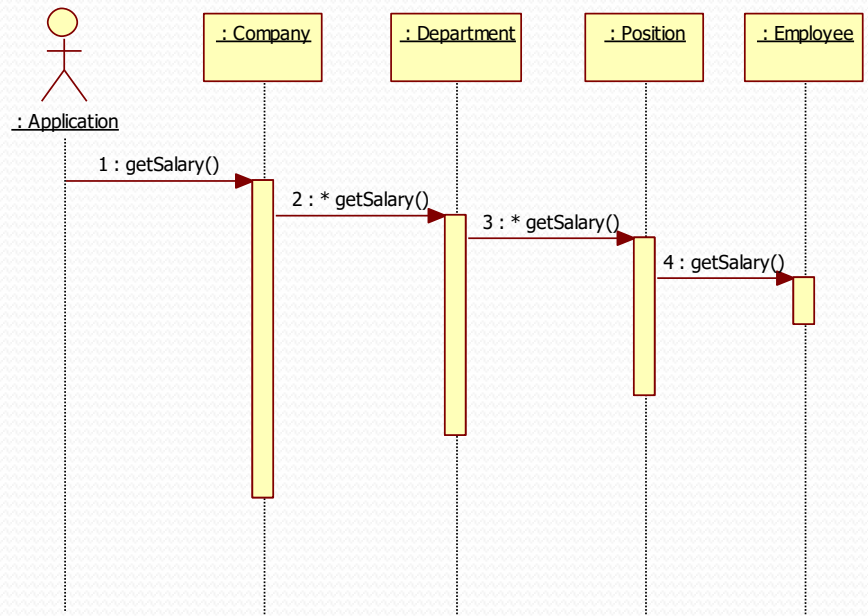 : Company
: Department
: Position
: Employee
: Application
1 : getSalary()
2 : * getSalary()
3 : * getSalary()
4 : getSalary()